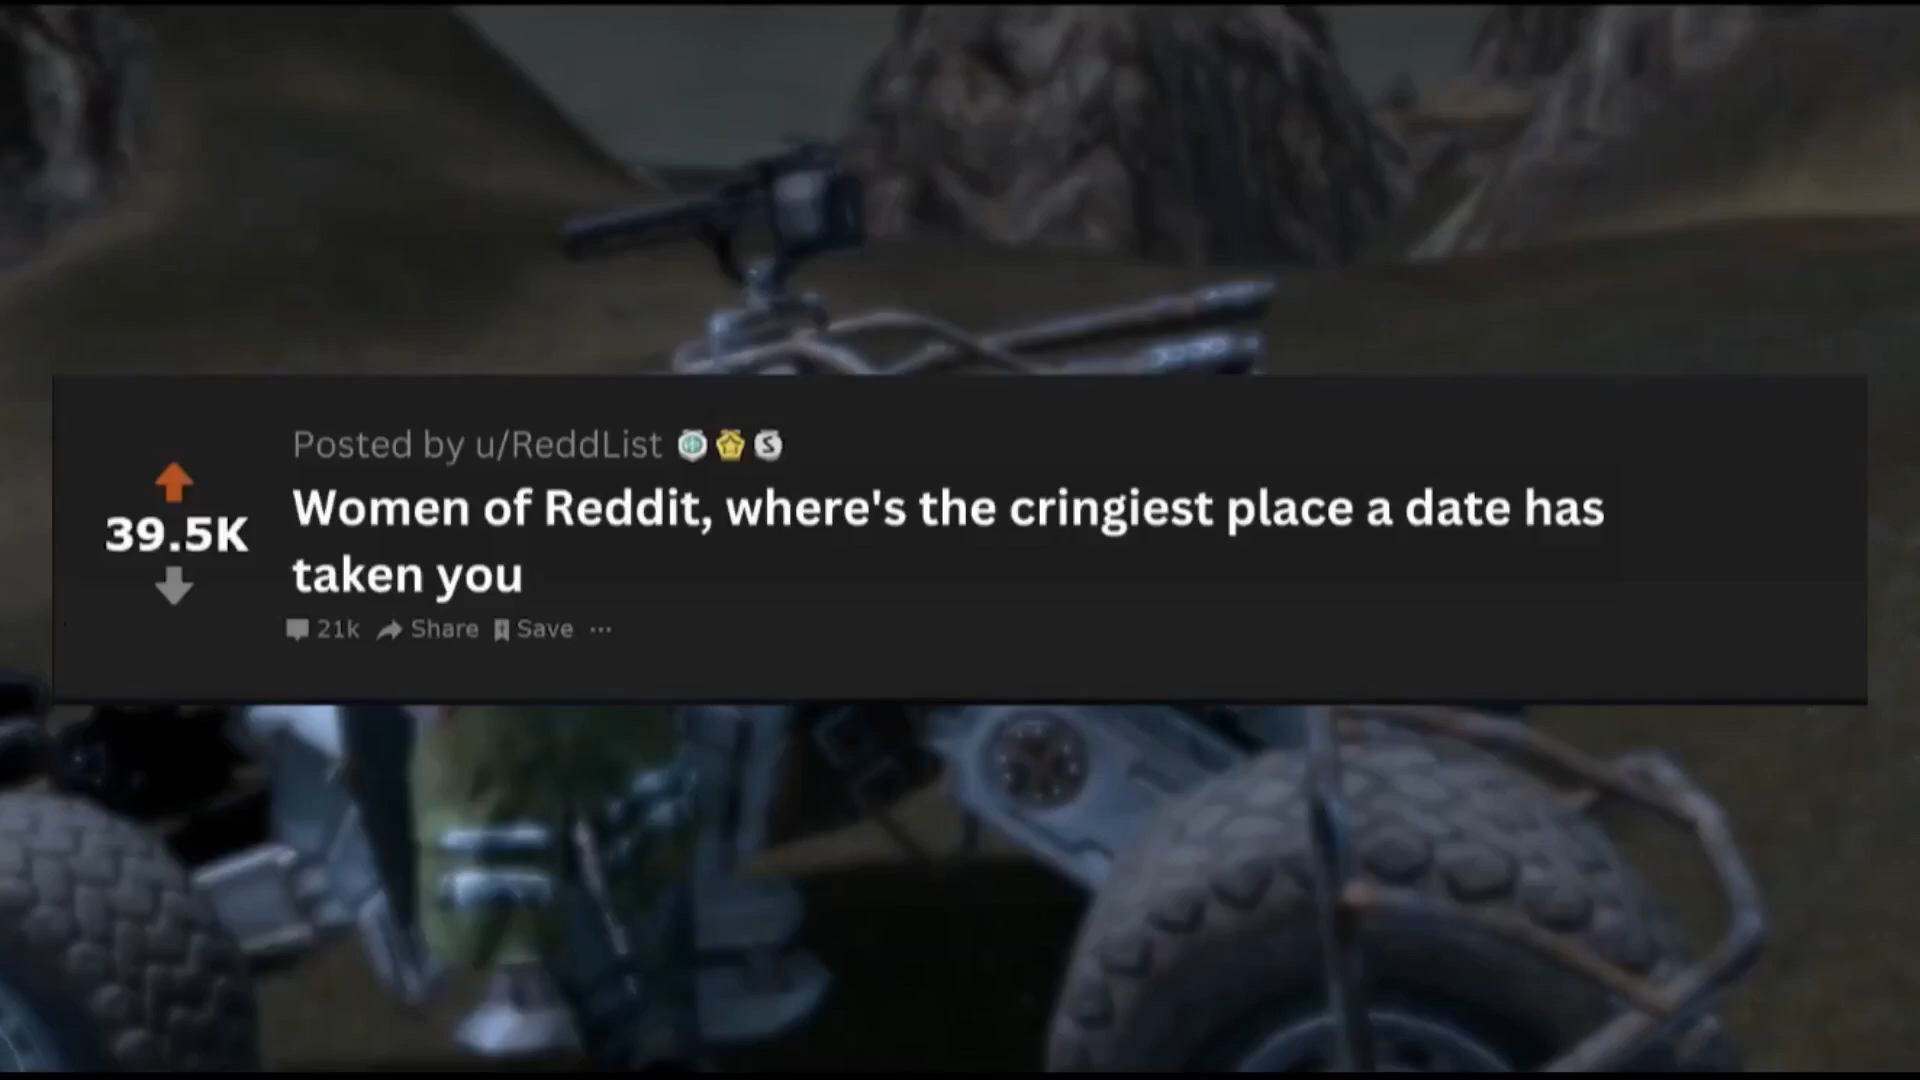 Posted by u/ReddList
39.5K
Women of Reddit, where's the cringiest place a date has
taken you
21k Share Save ...